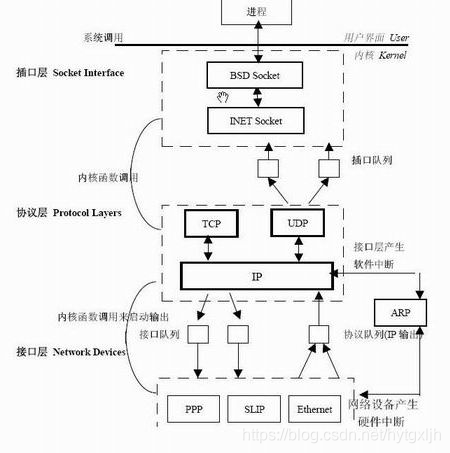 进程
系统调用
用户界面 User
内核 Kernel
插口层 Socket Interface
BSD Socket
INET Socket
内核函数调用
插口队列
协议层 Protocol Layers
TCP
UDP
接口层产生
软件中断
IP
内核函数调用来启动输出
接口队列
ARP
协议队列(IP 输出)
接口层 Network Devices
PPP
SLIP
Ethernet
网络设备产生
硬件中断
https://blog.csdn.net/hytgxljh